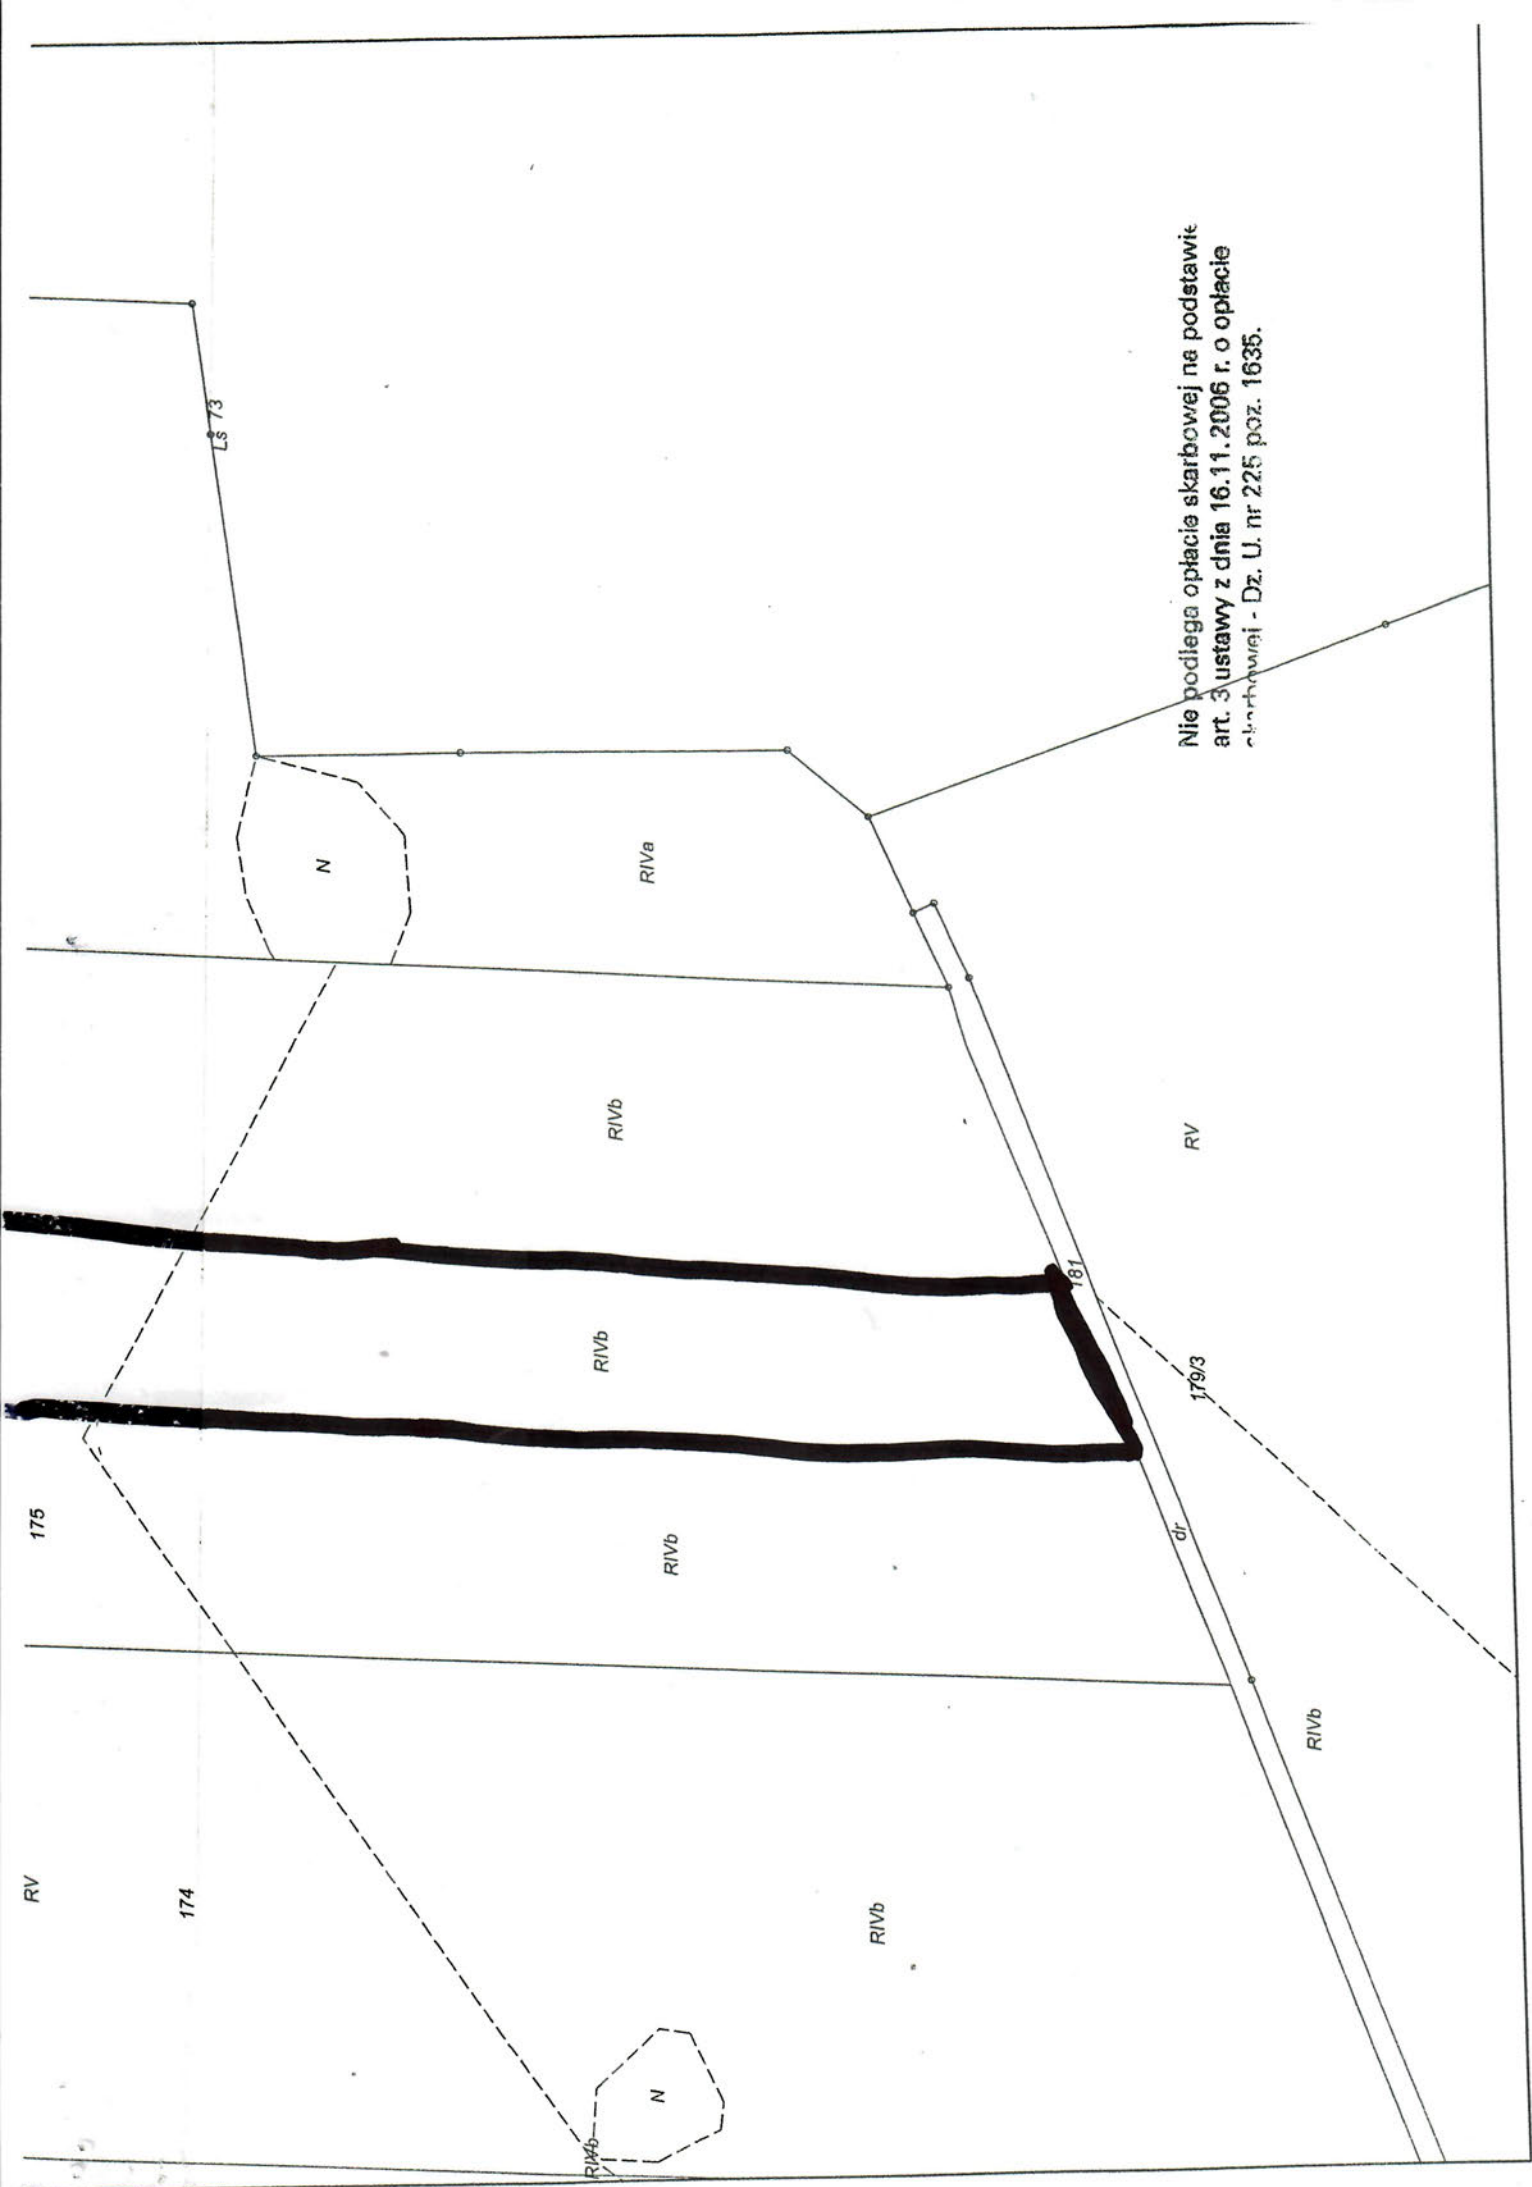 Ls 73
N
RIVa
RIVb
RIVb
RIVb
175
RV
174
RIVb
N
181
179/3
dr
RV
RIVb
Nie podlega opłacie skarbowej na podstawie
art. 3 ustawy z dnia 16.11.2006 r. o opłacie
skarbowej - Dz. U. nr 225 poz. 1635.